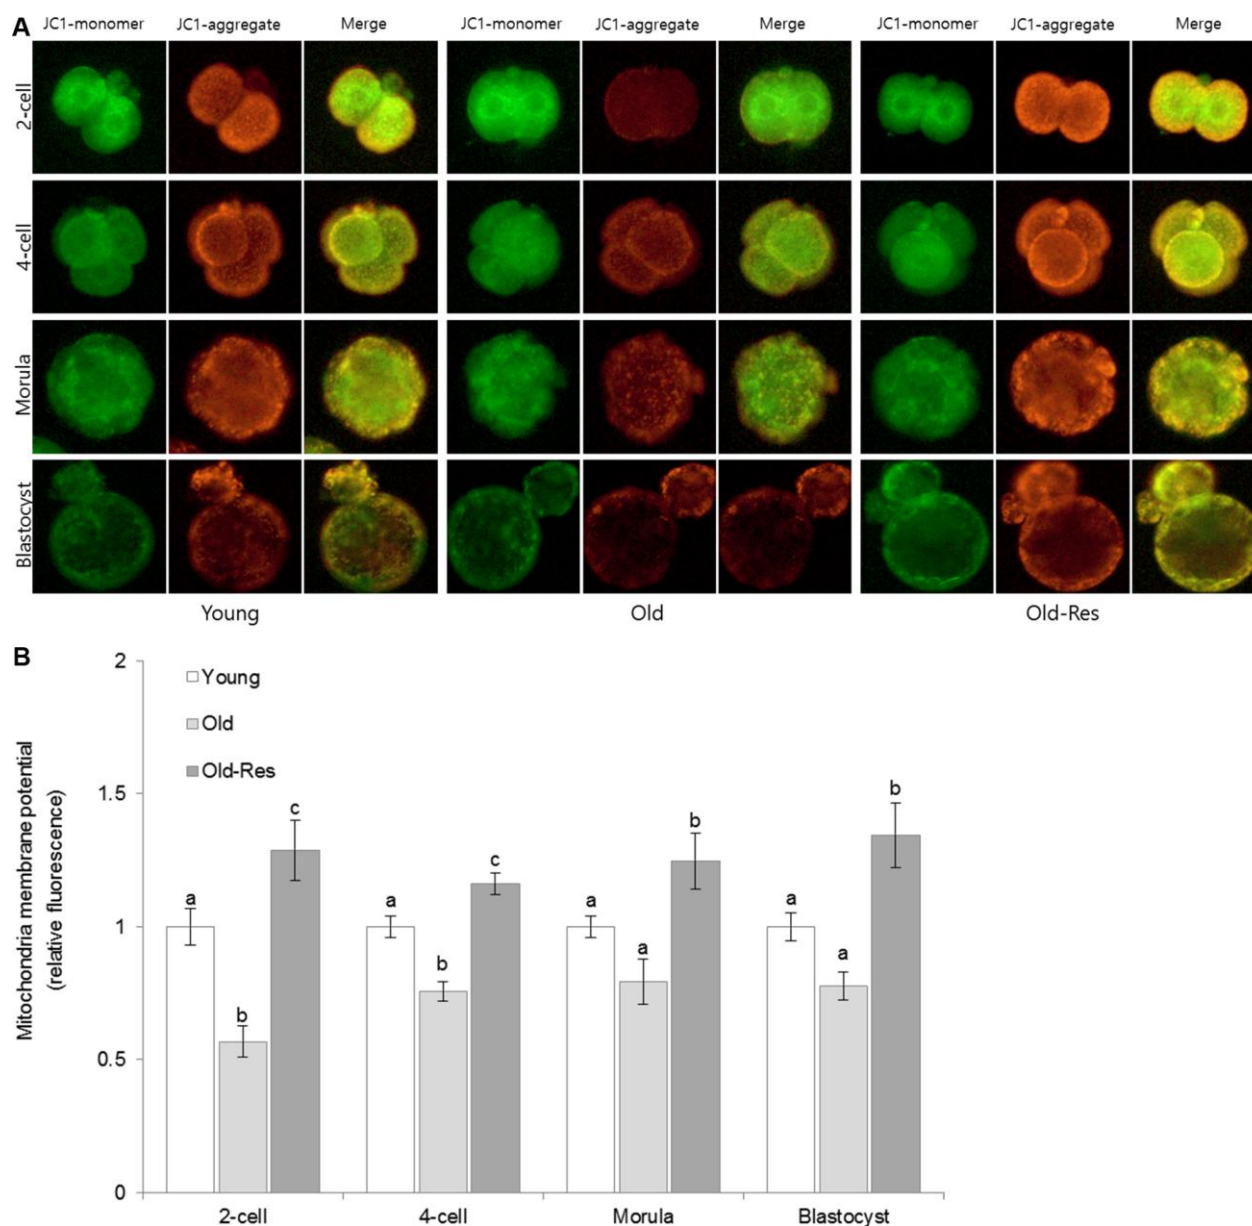 A
JC1-monomer JC1-aggregate Merge JC1-monomer JC1-aggregate Merge JC1-monomer JC1-aggregate Merge
2-cell
4-cell
Morula
Blastocyst
Young Old Old-Res
B
Mitochondria membrane potential
(relative fluorescence)
2
1.5
1
0.5
0
Young
Old
Old-Res
a b c
a b c
a a b
a a b
2-cell 4-cell Morula Blastocyst